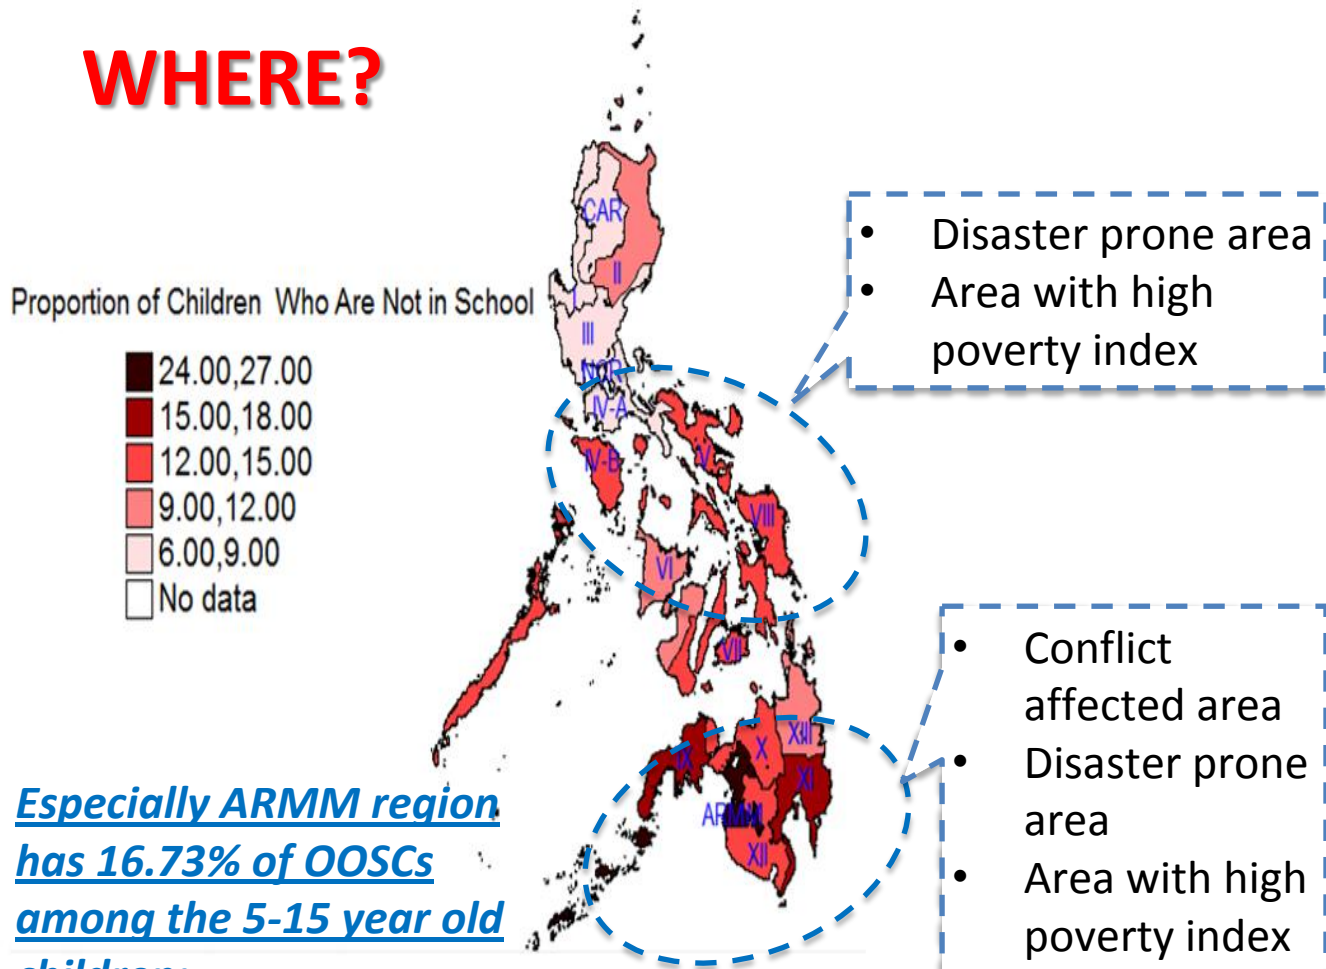 WHERE?
CAR
II
I
III
NCR
IV-A
IV-B
V
VIII
VI
VII
IX
X
XIII
XI
ARMM
XII
Proportion of Children Who Are Not in School
24.00,27.00
15.00,18.00
12.00,15.00
9.00,12.00
6.00,9.00
No data
• Disaster prone area
• Area with high
poverty index
• Conflict
affected area
• Disaster prone
area
• Area with high
poverty index
Especially ARMM region
has 16.73% of OOSCs
among the 5-15 year old